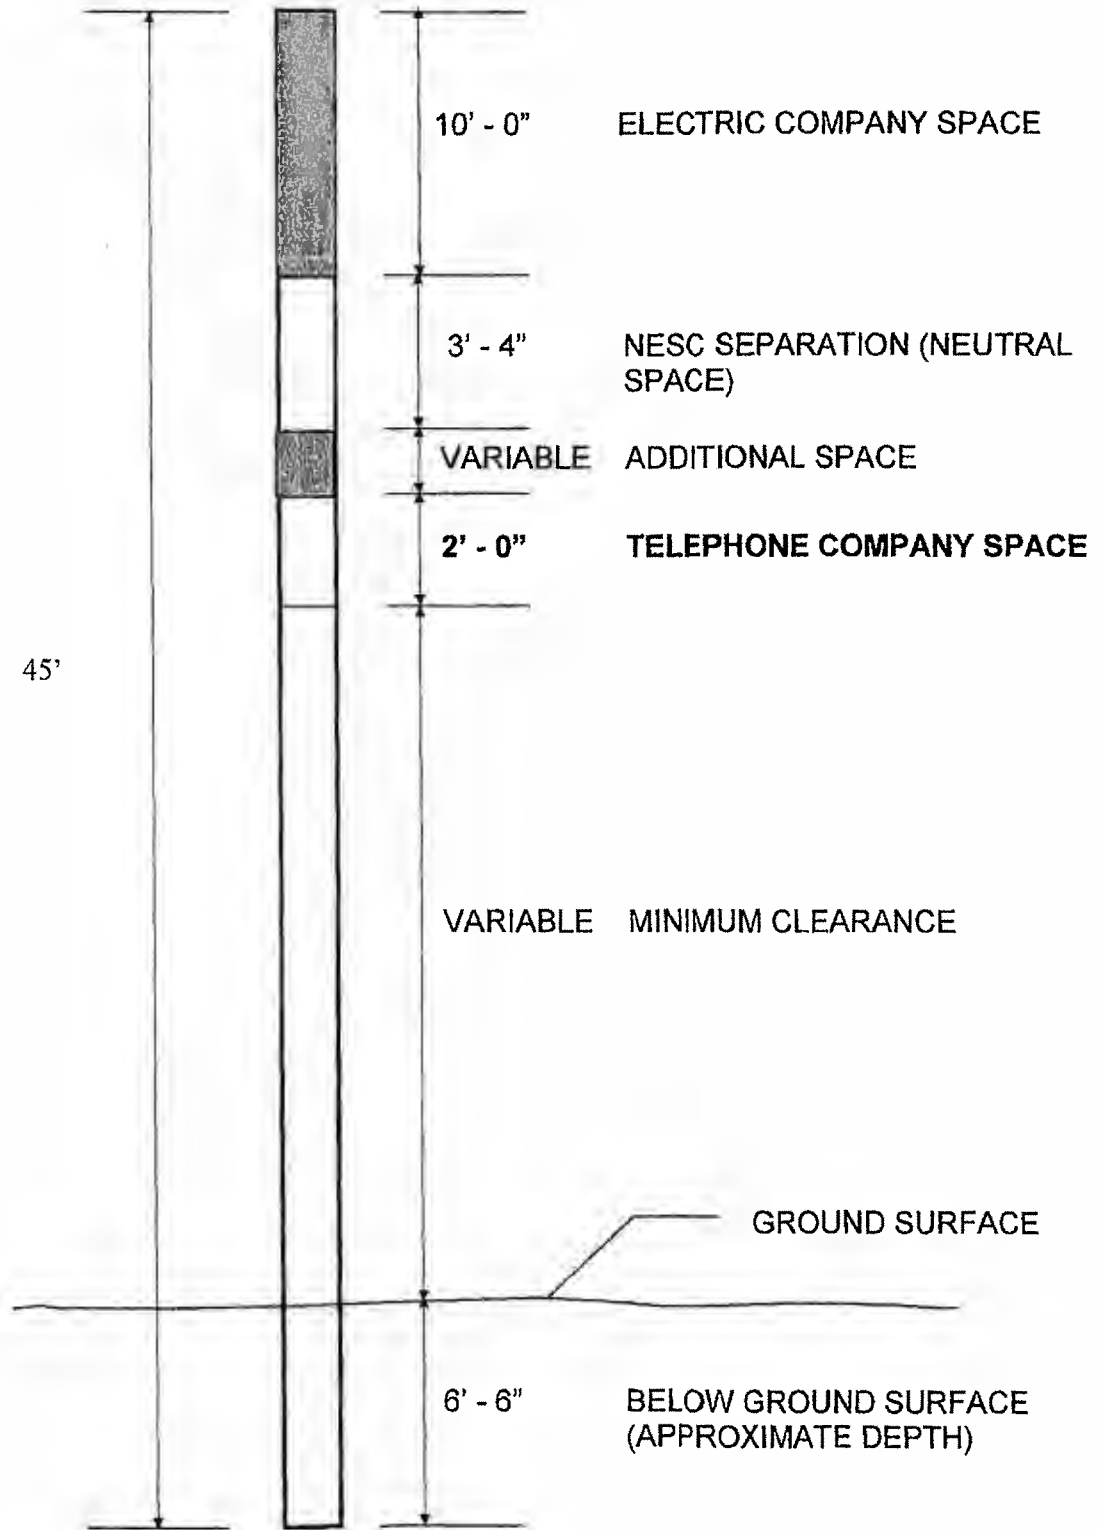 10' - 0" ELECTRIC COMPANY SPACE
3' - 4" NESC SEPARATION (NEUTRAL
SPACE)
VARIABLE ADDITIONAL SPACE
2' - 0" TELEPHONE COMPANY SPACE
45'
VARIABLE MINIMUM CLEARANCE
GROUND SURFACE
6' - 6" BELOW GROUND SURFACE
(APPROXIMATE DEPTH)